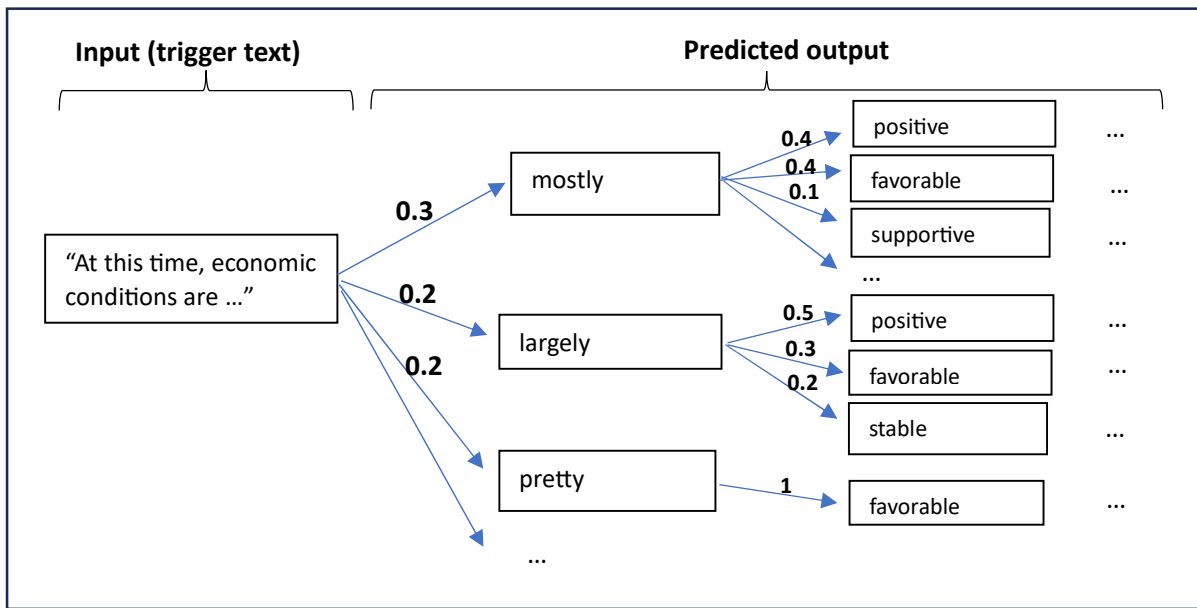 Input (trigger text)
Predicted output
“At this time, economic
conditions are ...”
0.3
0.2
0.2
mostly
largely
pretty
...
0.4
0.4
0.1
positive
...
favorable
...
supportive
...
...
0.5
0.3
0.2
positive
...
favorable
...
stable
...
1
favorable
...